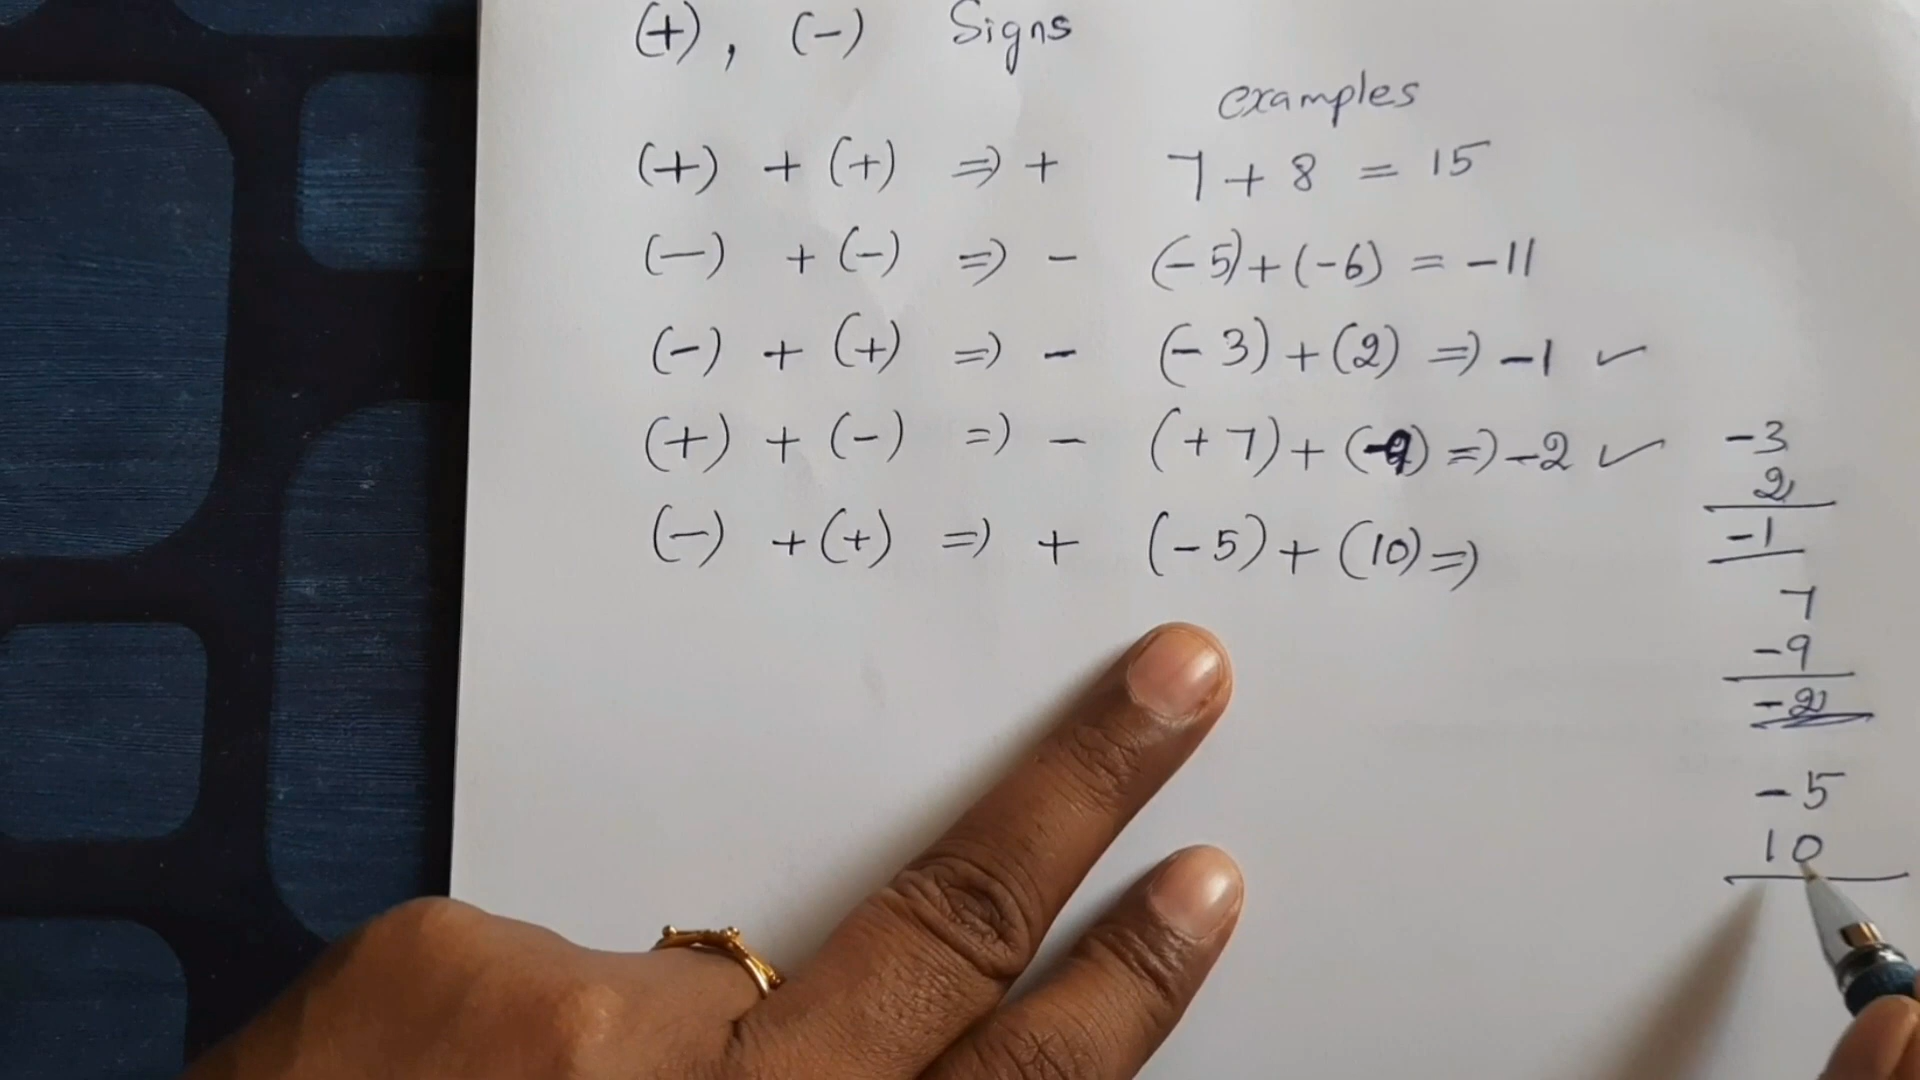 (+), (-) Signs
examples
(+) + (+) => + 7 + 8 = 15
(-) + (-) => - (-5)+(-6) = -11
(-) + (+) => - (-3)+(2) => -1 ✓
(+) + (-) => - (+7)+(-9) => -2 ✓
(-) + (+) => + (-5)+(10) =>
-3
2
-1
7
-9
-2
-5
10